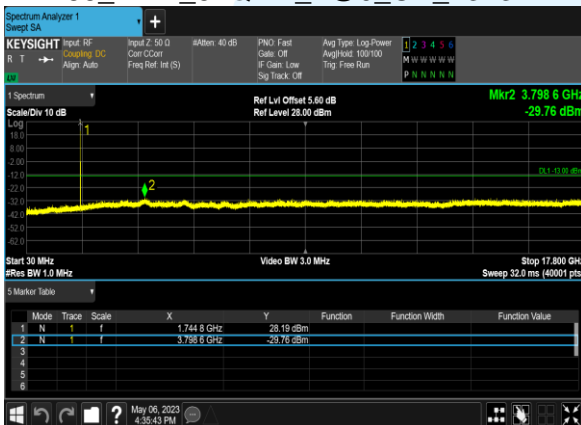 Spectrum Analyzer 1
Swept SA
KEYSIGHT
R T
LV
Input: RF
Coupling: DC
Align: Auto
Input Z: 50 Ω
Corr CCorr
Freq Ref: Int (S)
#Atten: 40 dB
PNO: Fast
Gate: Off
IF Gain: Low
Sig Track: Off
Avg Type: Log-Power
Avg|Hold: 100/100
Trig: Free Run
1 2 3 4 5 6
M W W W W W
P N N N N N
1 Spectrum
Scale/Div 10 dB
Ref Lvl Offset 5.60 dB
Ref Level 28.00 dBm
Mkr2 3.798 6 GHz
-29.76 dBm
Log
18.0
8.00
-2.00
-12.0
-22.0
-32.0
-42.0
-52.0
-62.0
1
2
DL1 -13.00 dBm
Start 30 MHz
#Res BW 1.0 MHz
Video BW 3.0 MHz
Stop 17.800 GHz
Sweep 32.0 ms (40001 pts
5 Marker Table
Mode Trace Scale X Y Function Function Width Function Value
1 N 1 f 1.744 8 GHz 28.19 dBm
2 N 1 f 3.798 6 GHz -29.76 dBm
3
4
5
6
?
May 06, 2023
4:35:43 PM